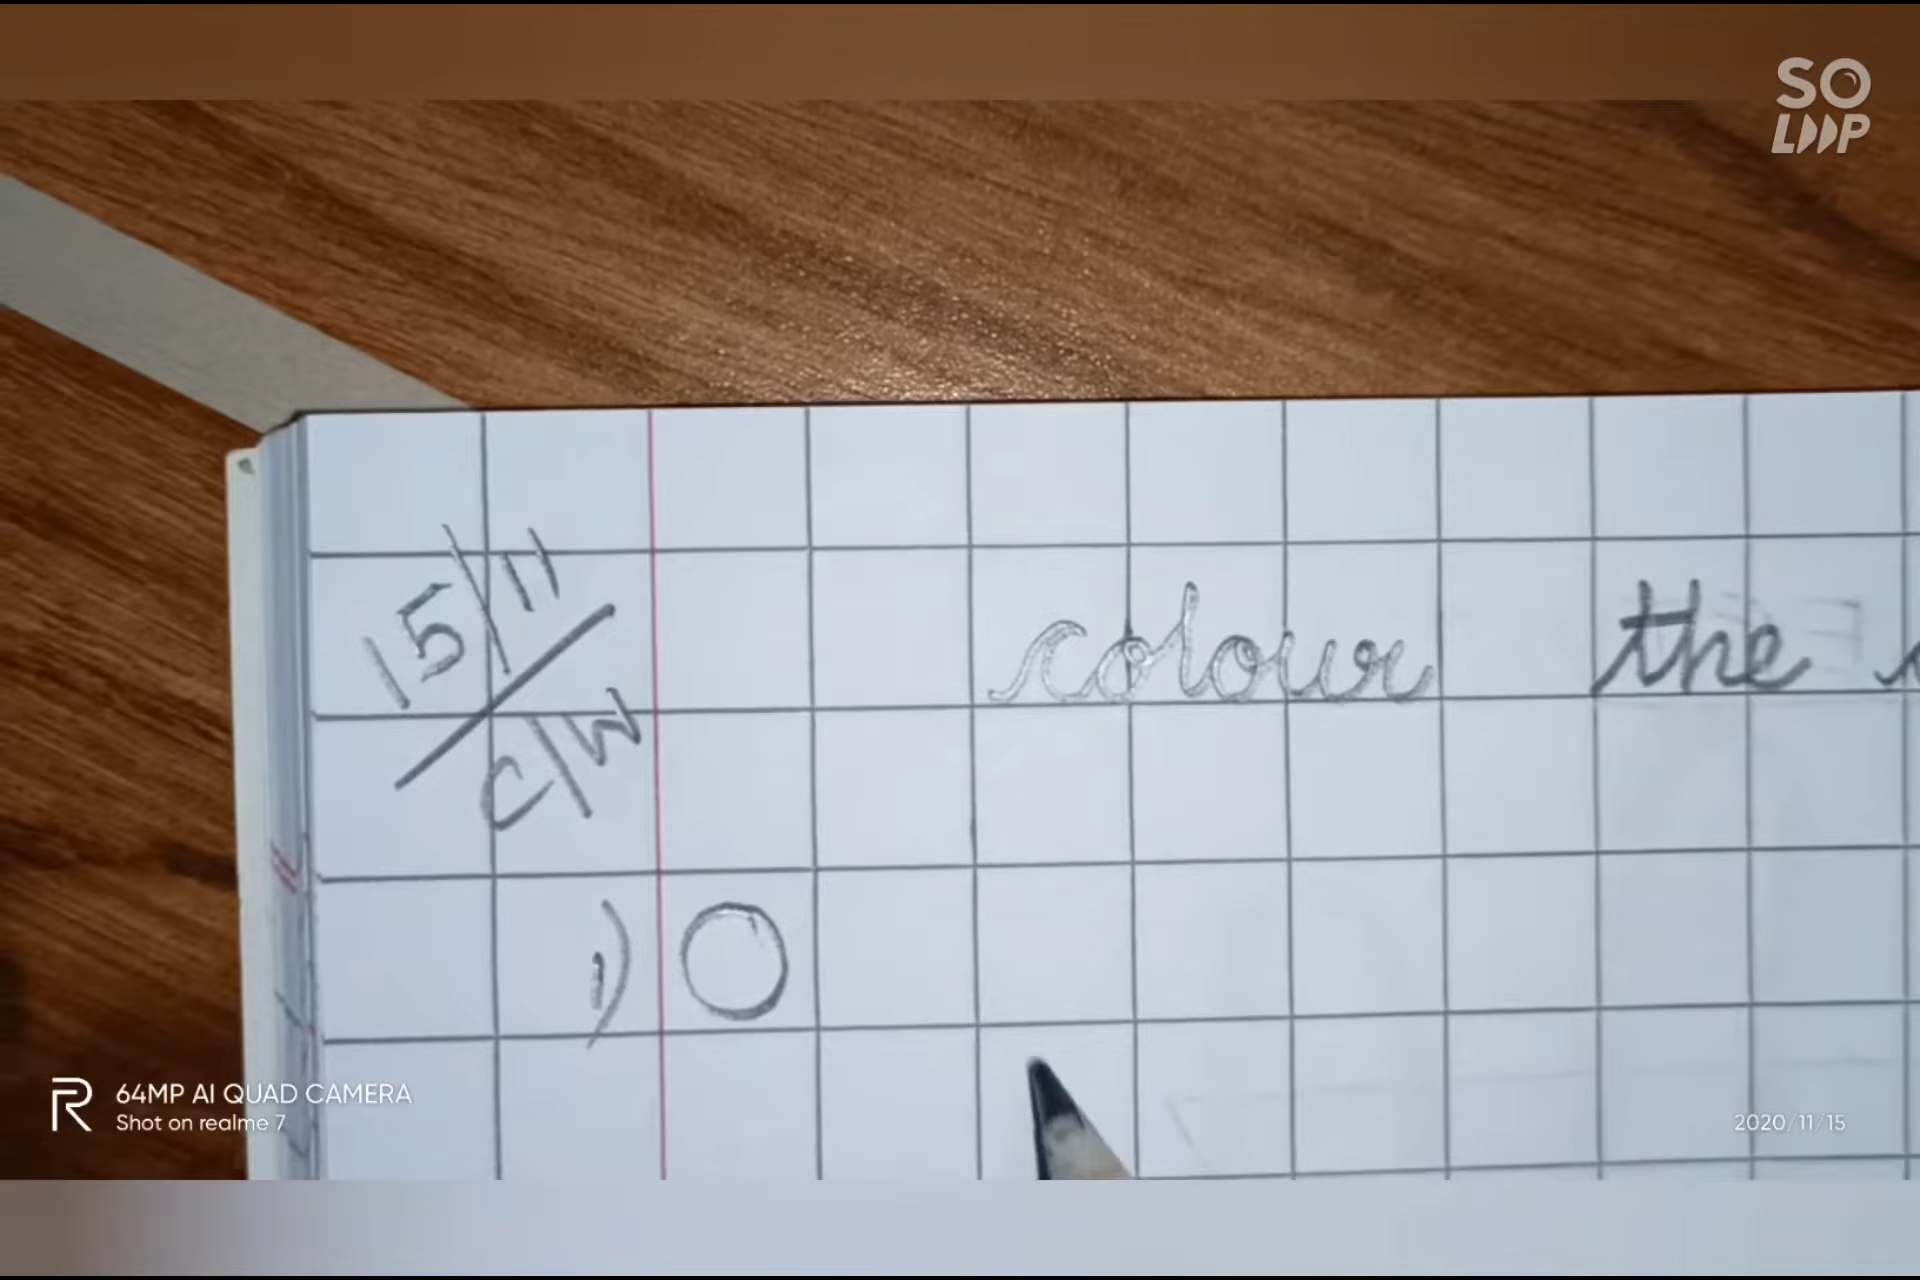 SO
LOOP
15/11
colour the
C/W
1)
64MP AI QUAD CAMERA
Shot on realme 7
2020/11/15